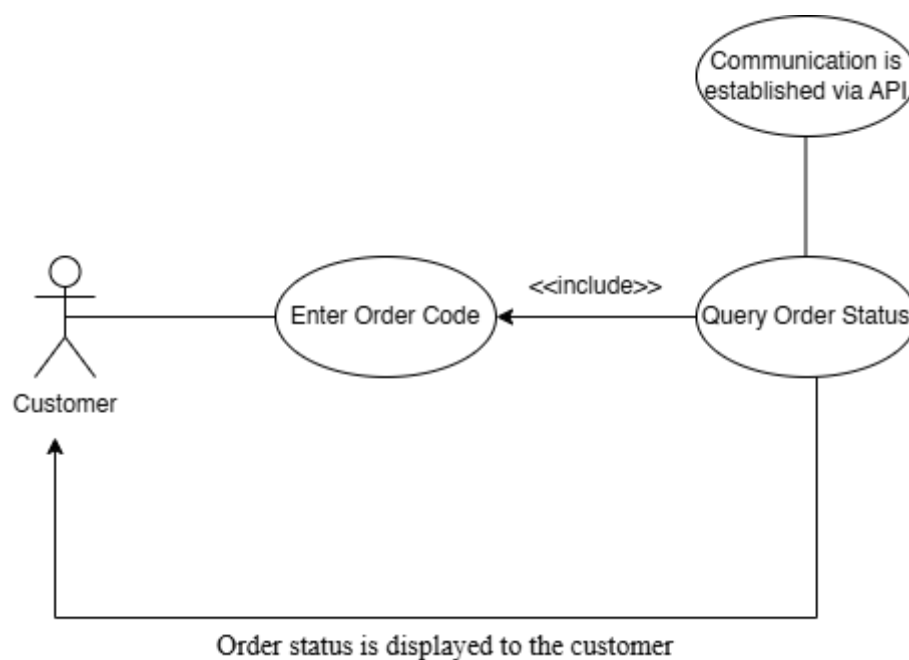 Communication is
established via API
<<include>>
Enter Order Code
Query Order Status
Customer
Order status is displayed to the customer